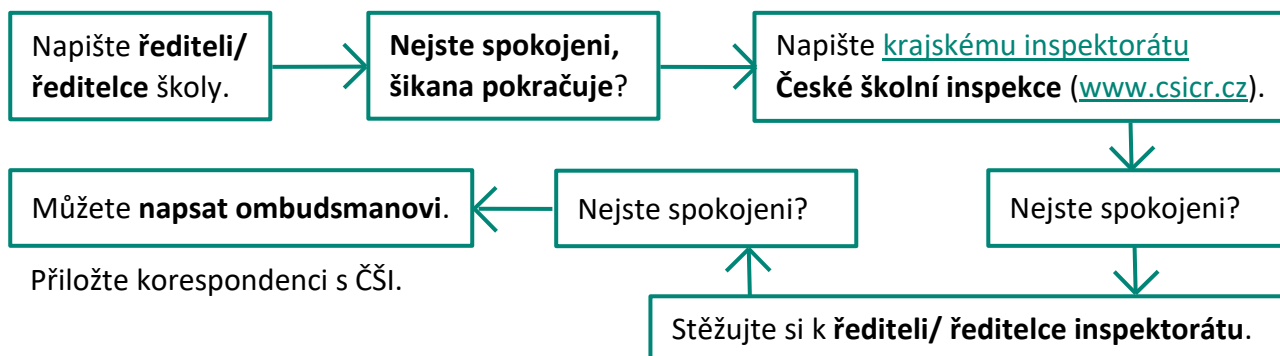 Napište řediteli/
ředitelce školy.
Nejste spokojeni,
šikana pokračuje?
Napište krajskému inspektorátu
České školní inspekce (www.csicr.cz).
Nejste spokojeni?
Stěžujte si k řediteli/ ředitelce inspektorátu.
Nejste spokojeni?
Můžete napsat ombudsmanovi.
Přiložte korespondenci s ČŠI.